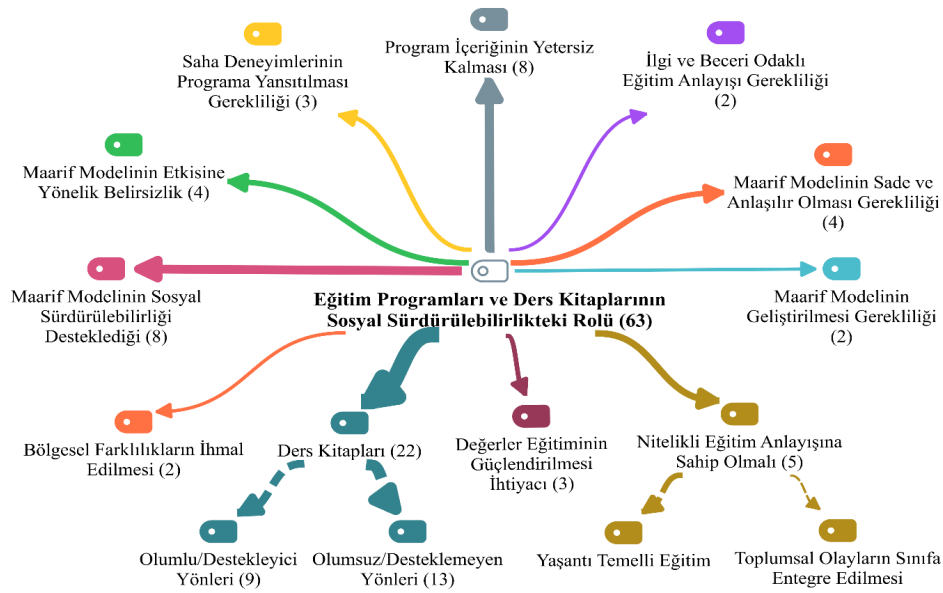 Program İçeriğinin Yetersiz
Kalması (8)
Saha Deneyimlerinin
Programa Yansıtılması
Gerekliliği (3)
İlgi ve Beceri Odaklı
Eğitim Anlayışı Gerekliliği
(2)
Maarif Modelinin Etkisine
Yönelik Belirsizlik (4)
Maarif Modelinin Sade ve
Anlaşılır Olması Gerekliliği
(4)
Maarif Modelinin Sosyal
Sürdürülebilirliği
Desteklediği (8)
Eğitim Programları ve Ders Kitaplarının
Sosyal Sürdürülebilirlikteki Rolü (63)
Maarif Modelinin
Geliştirilmesi Gerekliliği
(2)
Bölgesel Farklılıkların İhmal
Edilmesi (2)
Ders Kitapları (22)
Değerler Eğitiminin
Güçlendirilmesi
İhtiyacı (3)
Nitelikli Eğitim Anlayışına
Sahip Olmalı (5)
Olumlu/Destekleyici
Yönleri (9)
Olumsuz/Desteklemeyen
Yönleri (13)
Yaşantı Temelli Eğitim
Toplumsal Olayların Sınıfa
Entegre Edilmesi